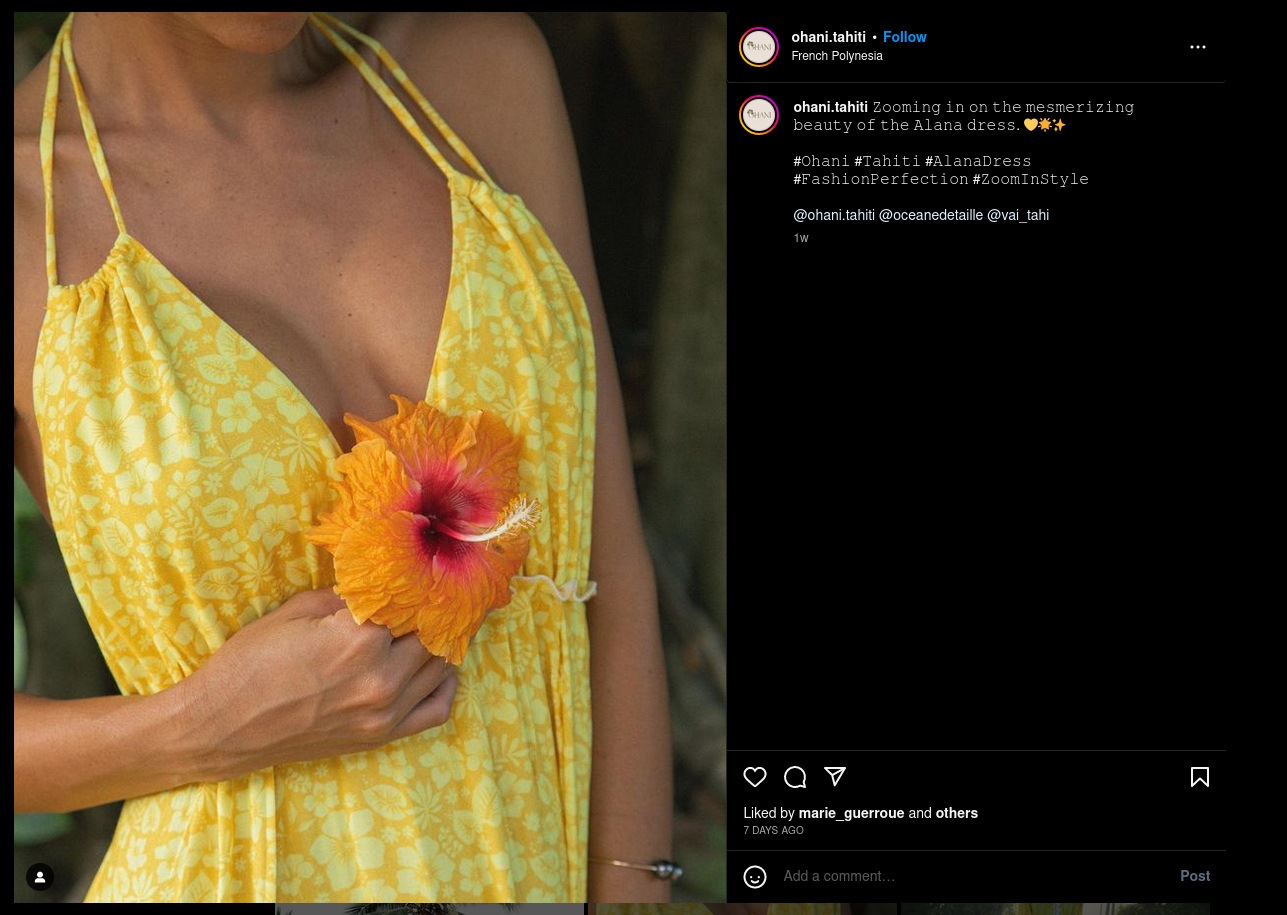 ohani.tahiti • Follow
French Polynesia
ohani.tahiti 𝚉𝚘𝚘𝚖𝚒𝚗𝚐 𝚒𝚗 𝚘𝚗 𝚝𝚑𝚎 𝚖𝚎𝚜𝚖𝚎𝚛𝚒𝚣𝚒𝚗𝚐
𝚋𝚎𝚊𝚞𝚝𝚢 𝚘𝚏 𝚝𝚑𝚎 𝙰𝚕𝚊𝚗𝚊 𝚍𝚛𝚎𝚜𝚜. 💛🌟✨
#𝙾𝚑𝚊𝚗𝚒 #𝚃𝚊𝚑𝚒𝚝𝚒 #𝙰𝚕𝚊𝚗𝚊𝙳𝚛𝚎𝚜𝚜
#𝙵𝚊𝚜𝚑𝚒𝚘𝚗𝙿𝚎𝚛𝚏𝚎𝚌𝚝𝚒𝚘𝚗 #𝚉𝚘𝚘𝚖𝙸𝚗𝚂𝚝𝚢𝚕𝚎
@ohani.tahiti @oceanedetaille @vai_tahi
1w
Liked by marie_guerroue and others
7 DAYS AGO
Add a comment… Post